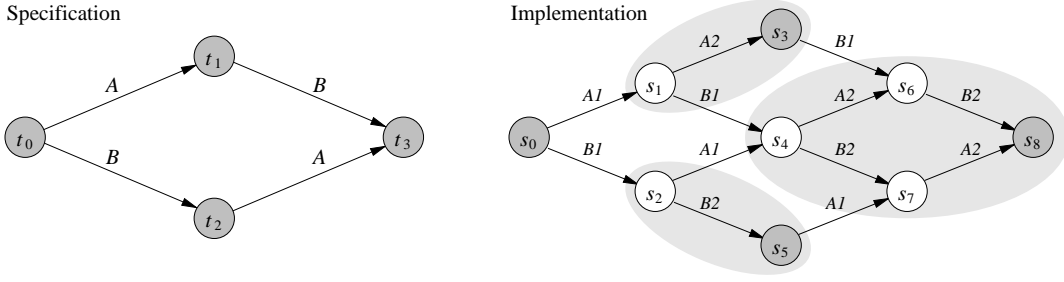 Specification
t0
A
B
t1
t2
B
A
t3
Implementation
s0
A1
B1
s1
s2
A2
B1
A1
B2
s3
s4
s5
B1
A2
B2
A1
s6
s7
B2
A2
s8